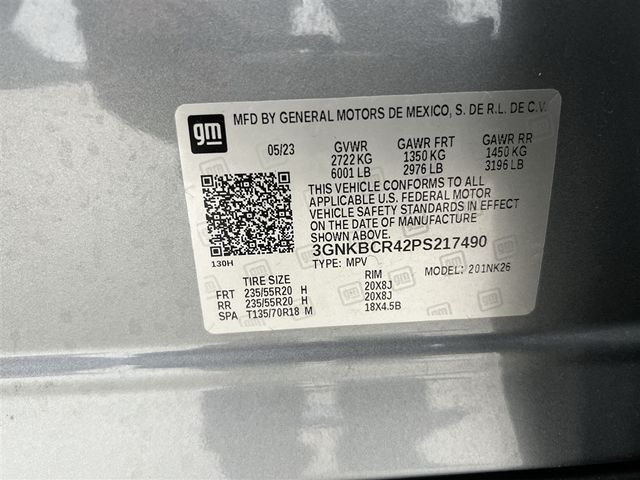 gm MFD BY GENERAL MOTORS DE MEXICO, S. DE R.L. DE C.V.
05/23 GVWR GAWR FRT GAWR RR
2722 KG 1350 KG 1450 KG
6001 LB 2976 LB 3196 LB
THIS VEHICLE CONFORMS TO ALL
APPLICABLE U.S. FEDERAL MOTOR
VEHICLE SAFETY STANDARDS IN EFFECT
ON THE DATE OF MANUFACTURE
SHOWN ABOVE.
3GNKBCR42PS217490
130H TYPE: MPV MODEL: 201NK26
TIRE SIZE RIM
FRT 235/55R20 H 20X8J
RR 235/55R20 H 20X8J
SPA T135/70R18 M 18X4.5B